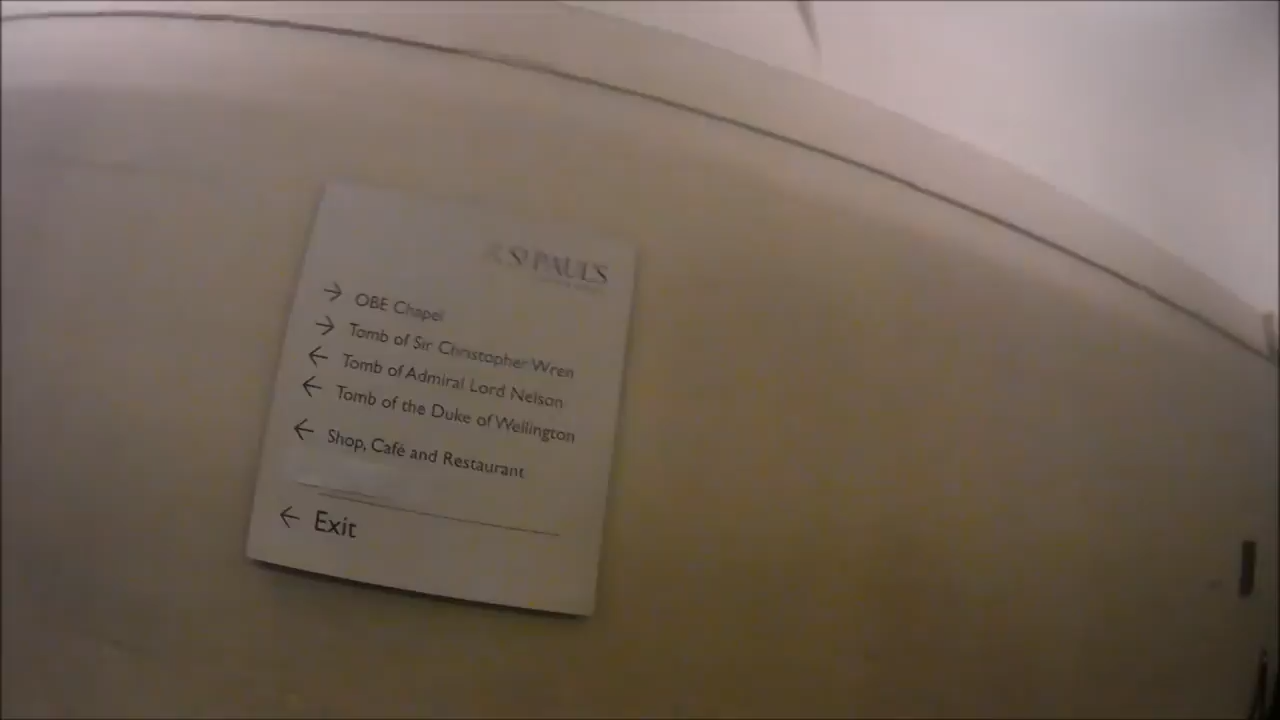 ST PAUL'S
→ OBE Chapel
→ Tomb of Sir Christopher Wren
← Tomb of Admiral Lord Nelson
← Tomb of the Duke of Wellington
← Shop, Café and Restaurant
← Exit